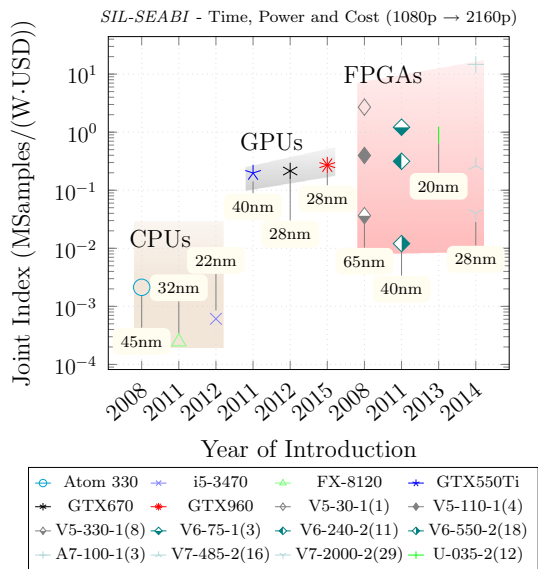 SIL-SEABI - Time, Power and Cost (1080p → 2160p)
Joint Index (MSamples/(W·USD))
10^1
10^0
10^−1
10^−2
10^−3
10^−4
FPGAs
GPUs
CPUs
40nm
28nm
28nm
20nm
22nm
32nm
45nm
65nm
40nm
28nm
2008 2011 2012 2011 2012 2015 2008 2011 2013 2014
Year of Introduction
Atom 330 i5-3470 FX-8120 GTX550Ti
GTX670 GTX960 V5-30-1(1) V5-110-1(4)
V5-330-1(8) V6-75-1(3) V6-240-2(11) V6-550-2(18)
A7-100-1(3) V7-485-2(16) V7-2000-2(29) U-035-2(12)